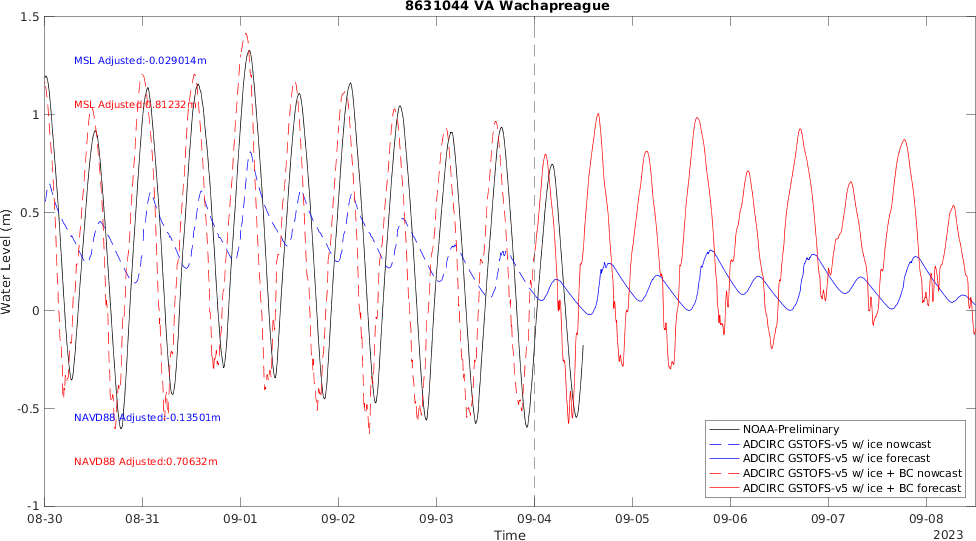 8631044 VA Wachapreague
1.5
1
0.5
0
-0.5
-1
Water Level (m)
MSL Adjusted:-0.029014m
MSL Adjusted:0.81232m
NAVD88 Adjusted:-0.13501m
NAVD88 Adjusted:0.70632m
NOAA-Preliminary
ADCIRC GSTOFS-v5 w/ ice nowcast
ADCIRC GSTOFS-v5 w/ ice forecast
ADCIRC GSTOFS-v5 w/ ice + BC nowcast
ADCIRC GSTOFS-v5 w/ ice + BC forecast
08-30 08-31 09-01 09-02 09-03 09-04 09-05 09-06 09-07 09-08
Time
2023